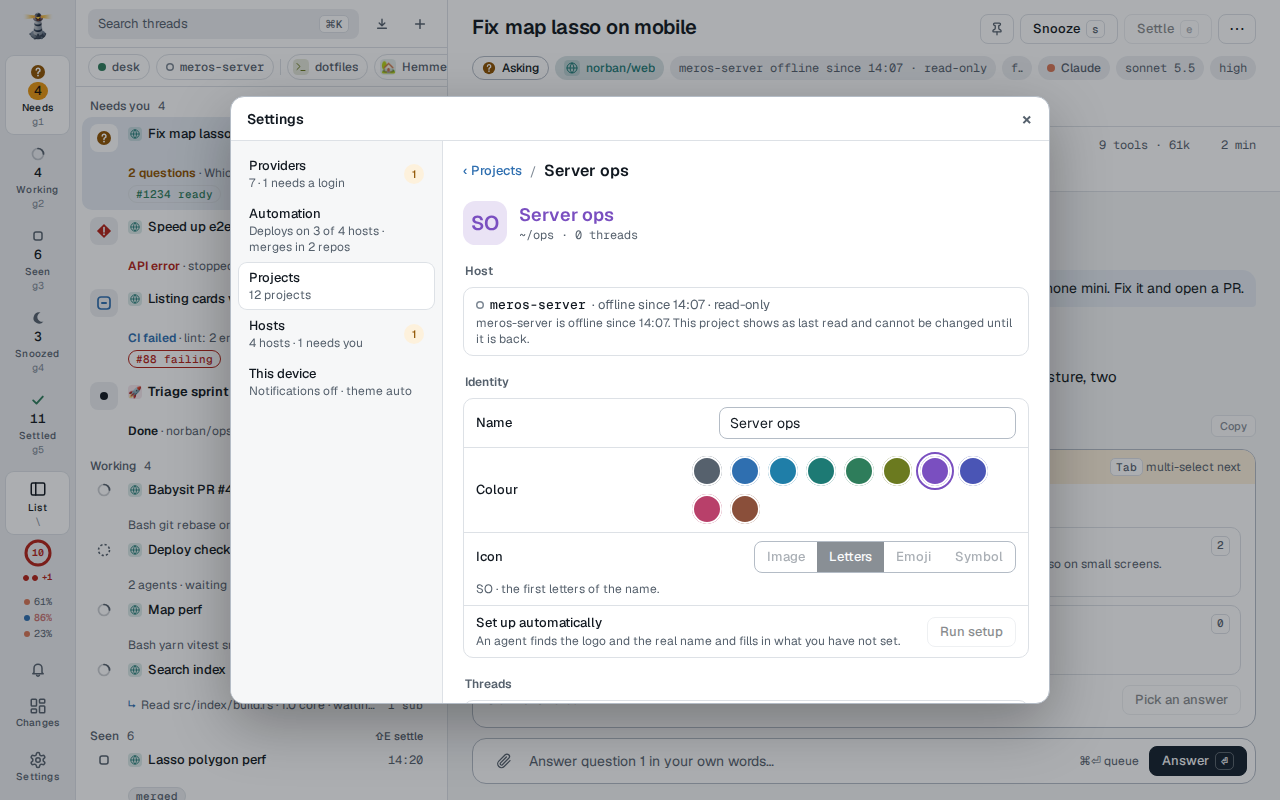 Search threads ⌘K
desk meros-server dotfiles Hemme
4
Needs
g1
4
Working
g2
6
Seen
g3
3
Snoozed
g4
11
Settled
g5
List
\
10
+1
61%
86%
23%
Changes
Settings
Needs you 4
Fix map lasso
2 questions · Whic
#1234 ready
Speed up e2e
API error · stopped
Listing cards
CI failed · lint: 2 er
#88 failing
Triage sprint
Done · norban/ops
Working 4
Babysit PR #4
Bash git rebase or
Deploy check
2 agents · waiting
Map perf
Bash yarn vitest
Search index
↳ Read src/index/build.rs · 1.0 core · waitin… 1 sub
Seen 6 ⇧E settle
Lasso polygon perf 14:20
merged
Fix map lasso on mobile
Snooze s
Settle e
···
? Asking norban/web meros-server offline since 14:07 · read-only f… Claude sonnet 5.5 high
9 tools · 61k 2 min
one mini. Fix it and open a PR.
sture, two
Copy
Tab multi-select next
2
so on small screens.
0
Pick an answer
Answer question 1 in your own words…
⌘⏎ queue
Answer ⏎
Settings ×
Providers
7 · 1 needs a login
1
Automation
Deploys on 3 of 4 hosts ·
merges in 2 repos
Projects
12 projects
Hosts
4 hosts · 1 needs you
1
This device
Notifications off · theme auto
‹ Projects / Server ops
SO
Server ops
~/ops · 0 threads
Host
meros-server · offline since 14:07 · read-only
meros-server is offline since 14:07. This project shows as last read and cannot be changed until
it is back.
Identity
Name Server ops
Colour
Icon Image Letters Emoji Symbol
SO · the first letters of the name.
Set up automatically
An agent finds the logo and the real name and fills in what you have not set.
Run setup
Threads